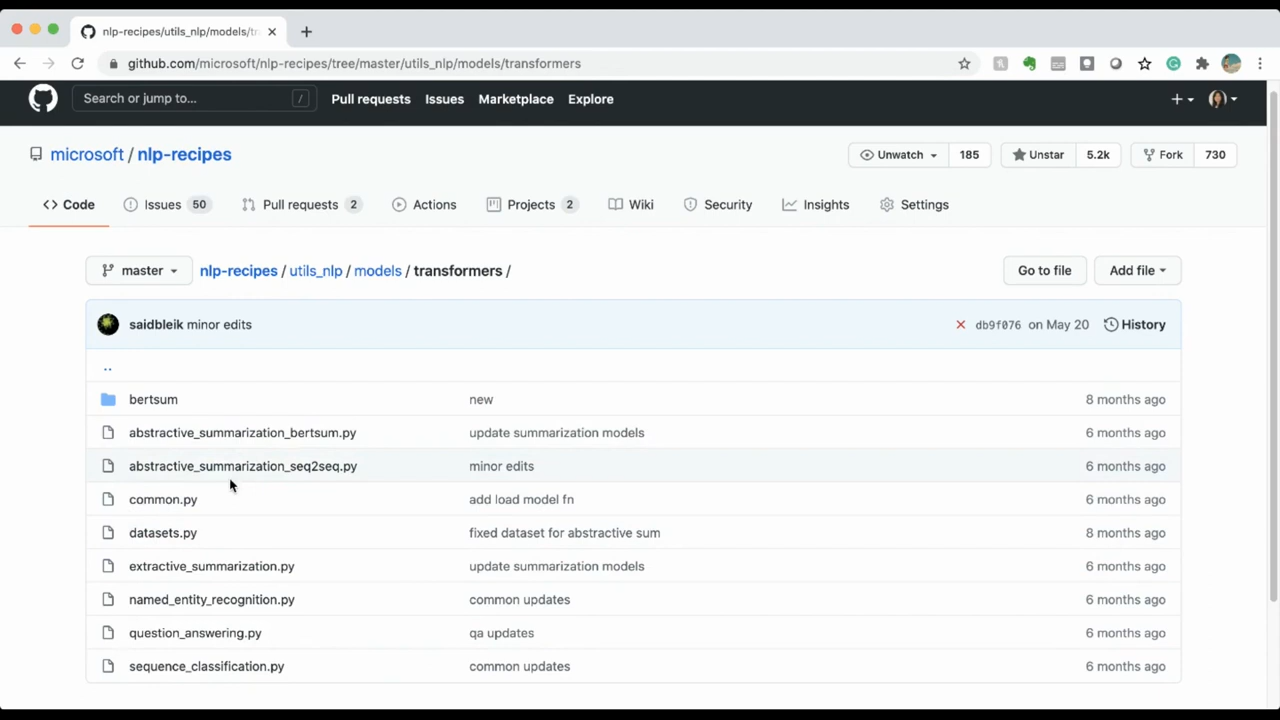 nlp-recipes/utils_nlp/models/tr
github.com/microsoft/nlp-recipes/tree/master/utils_nlp/models/transformers
Search or jump to... / Pull requests Issues Marketplace Explore
microsoft / nlp-recipes Unwatch 185 Unstar 5.2k Fork 730
Code Issues 50 Pull requests 2 Actions Projects 2 Wiki Security Insights Settings
master nlp-recipes / utils_nlp / models / transformers / Go to file Add file
saidbleik minor edits db9f076 on May 20 History
..
bertsum new 8 months ago
abstractive_summarization_bertsum.py update summarization models 6 months ago
abstractive_summarization_seq2seq.py minor edits 6 months ago
common.py add load model fn 6 months ago
datasets.py fixed dataset for abstractive sum 8 months ago
extractive_summarization.py update summarization models 6 months ago
named_entity_recognition.py common updates 6 months ago
question_answering.py qa updates 6 months ago
sequence_classification.py common updates 6 months ago